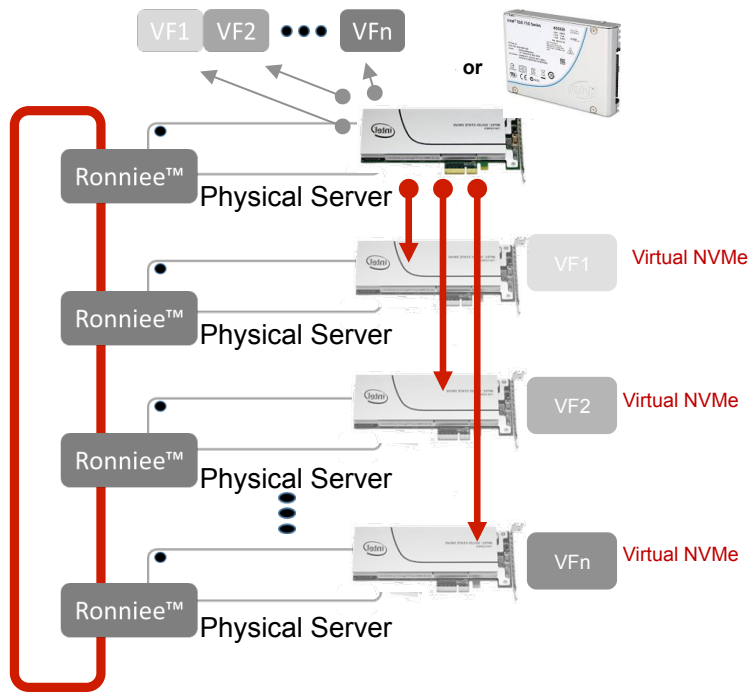 VF1 VF2 VFn
or
Ronniee™
Physical Server
VF1
Virtual NVMe
Ronniee™
Physical Server
VF2
Virtual NVMe
Ronniee™
Physical Server
VFn
Virtual NVMe
Ronniee™
Physical Server